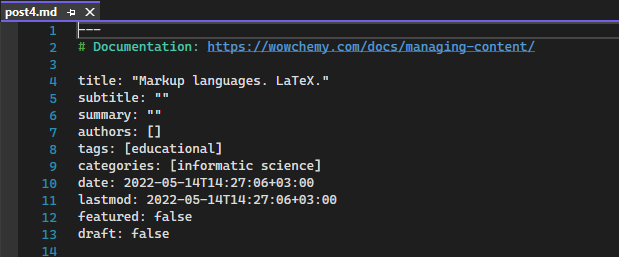 post4.md
1 ---
2 # Documentation: https://wowchemy.com/docs/managing-content/
3
4 title: "Markup languages. LaTeX."
5 subtitle: ""
6 summary: ""
7 authors: []
8 tags: [educational]
9 categories: [informatic science]
10 date: 2022-05-14T14:27:06+03:00
11 lastmod: 2022-05-14T14:27:06+03:00
12 featured: false
13 draft: false
14